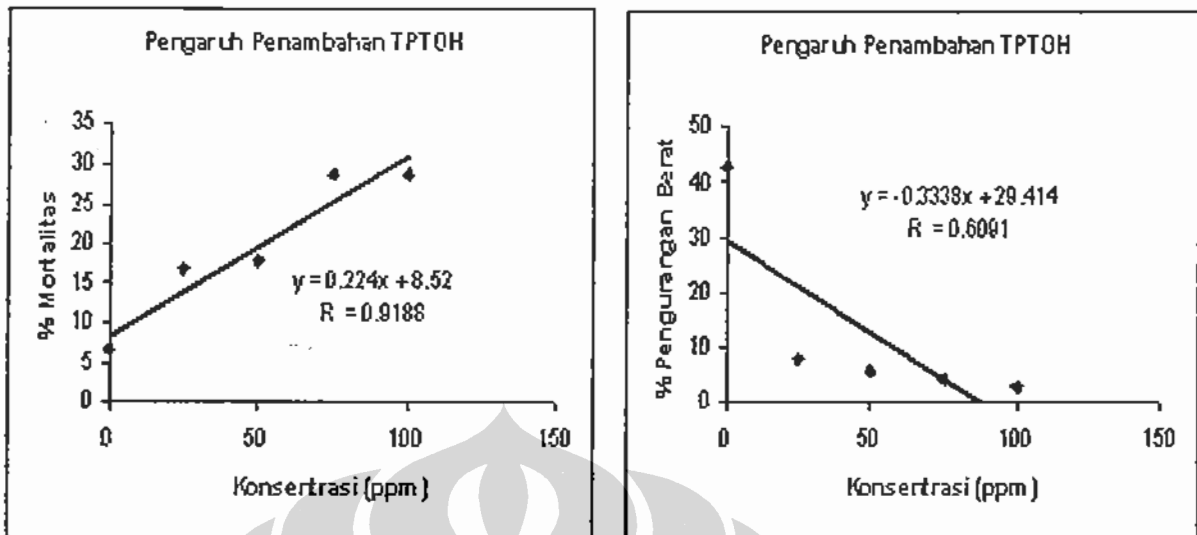 Pengaruh Penambahan TPTOH
35
30
25
20
15
10
5
0
% Mortalitas
y = 0.224x + 8.52
R = 0.9188
0 50 100 150
Konsentrasi (ppm)
Pengaruh Penambahan TPTOH
50
40
30
20
10
0
% Pengurangan Berat
y = -0.3338x + 29.414
R = 0.6091
0 50 100 150
Konsentrasi (ppm)